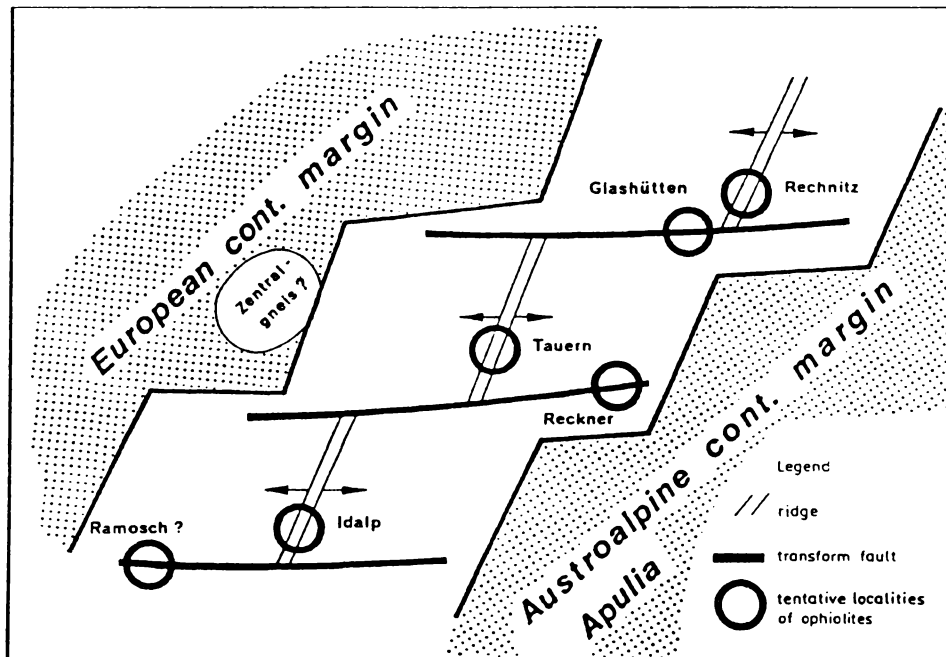 European cont. margin
Zentral-
gneis ?
Glashütten
Rechnitz
Tauern
Reckner
Ramosch ?
Idalp
Austroalpine cont. margin
Apulia
Legend
ridge
transform fault
tentative localities
of ophiolites